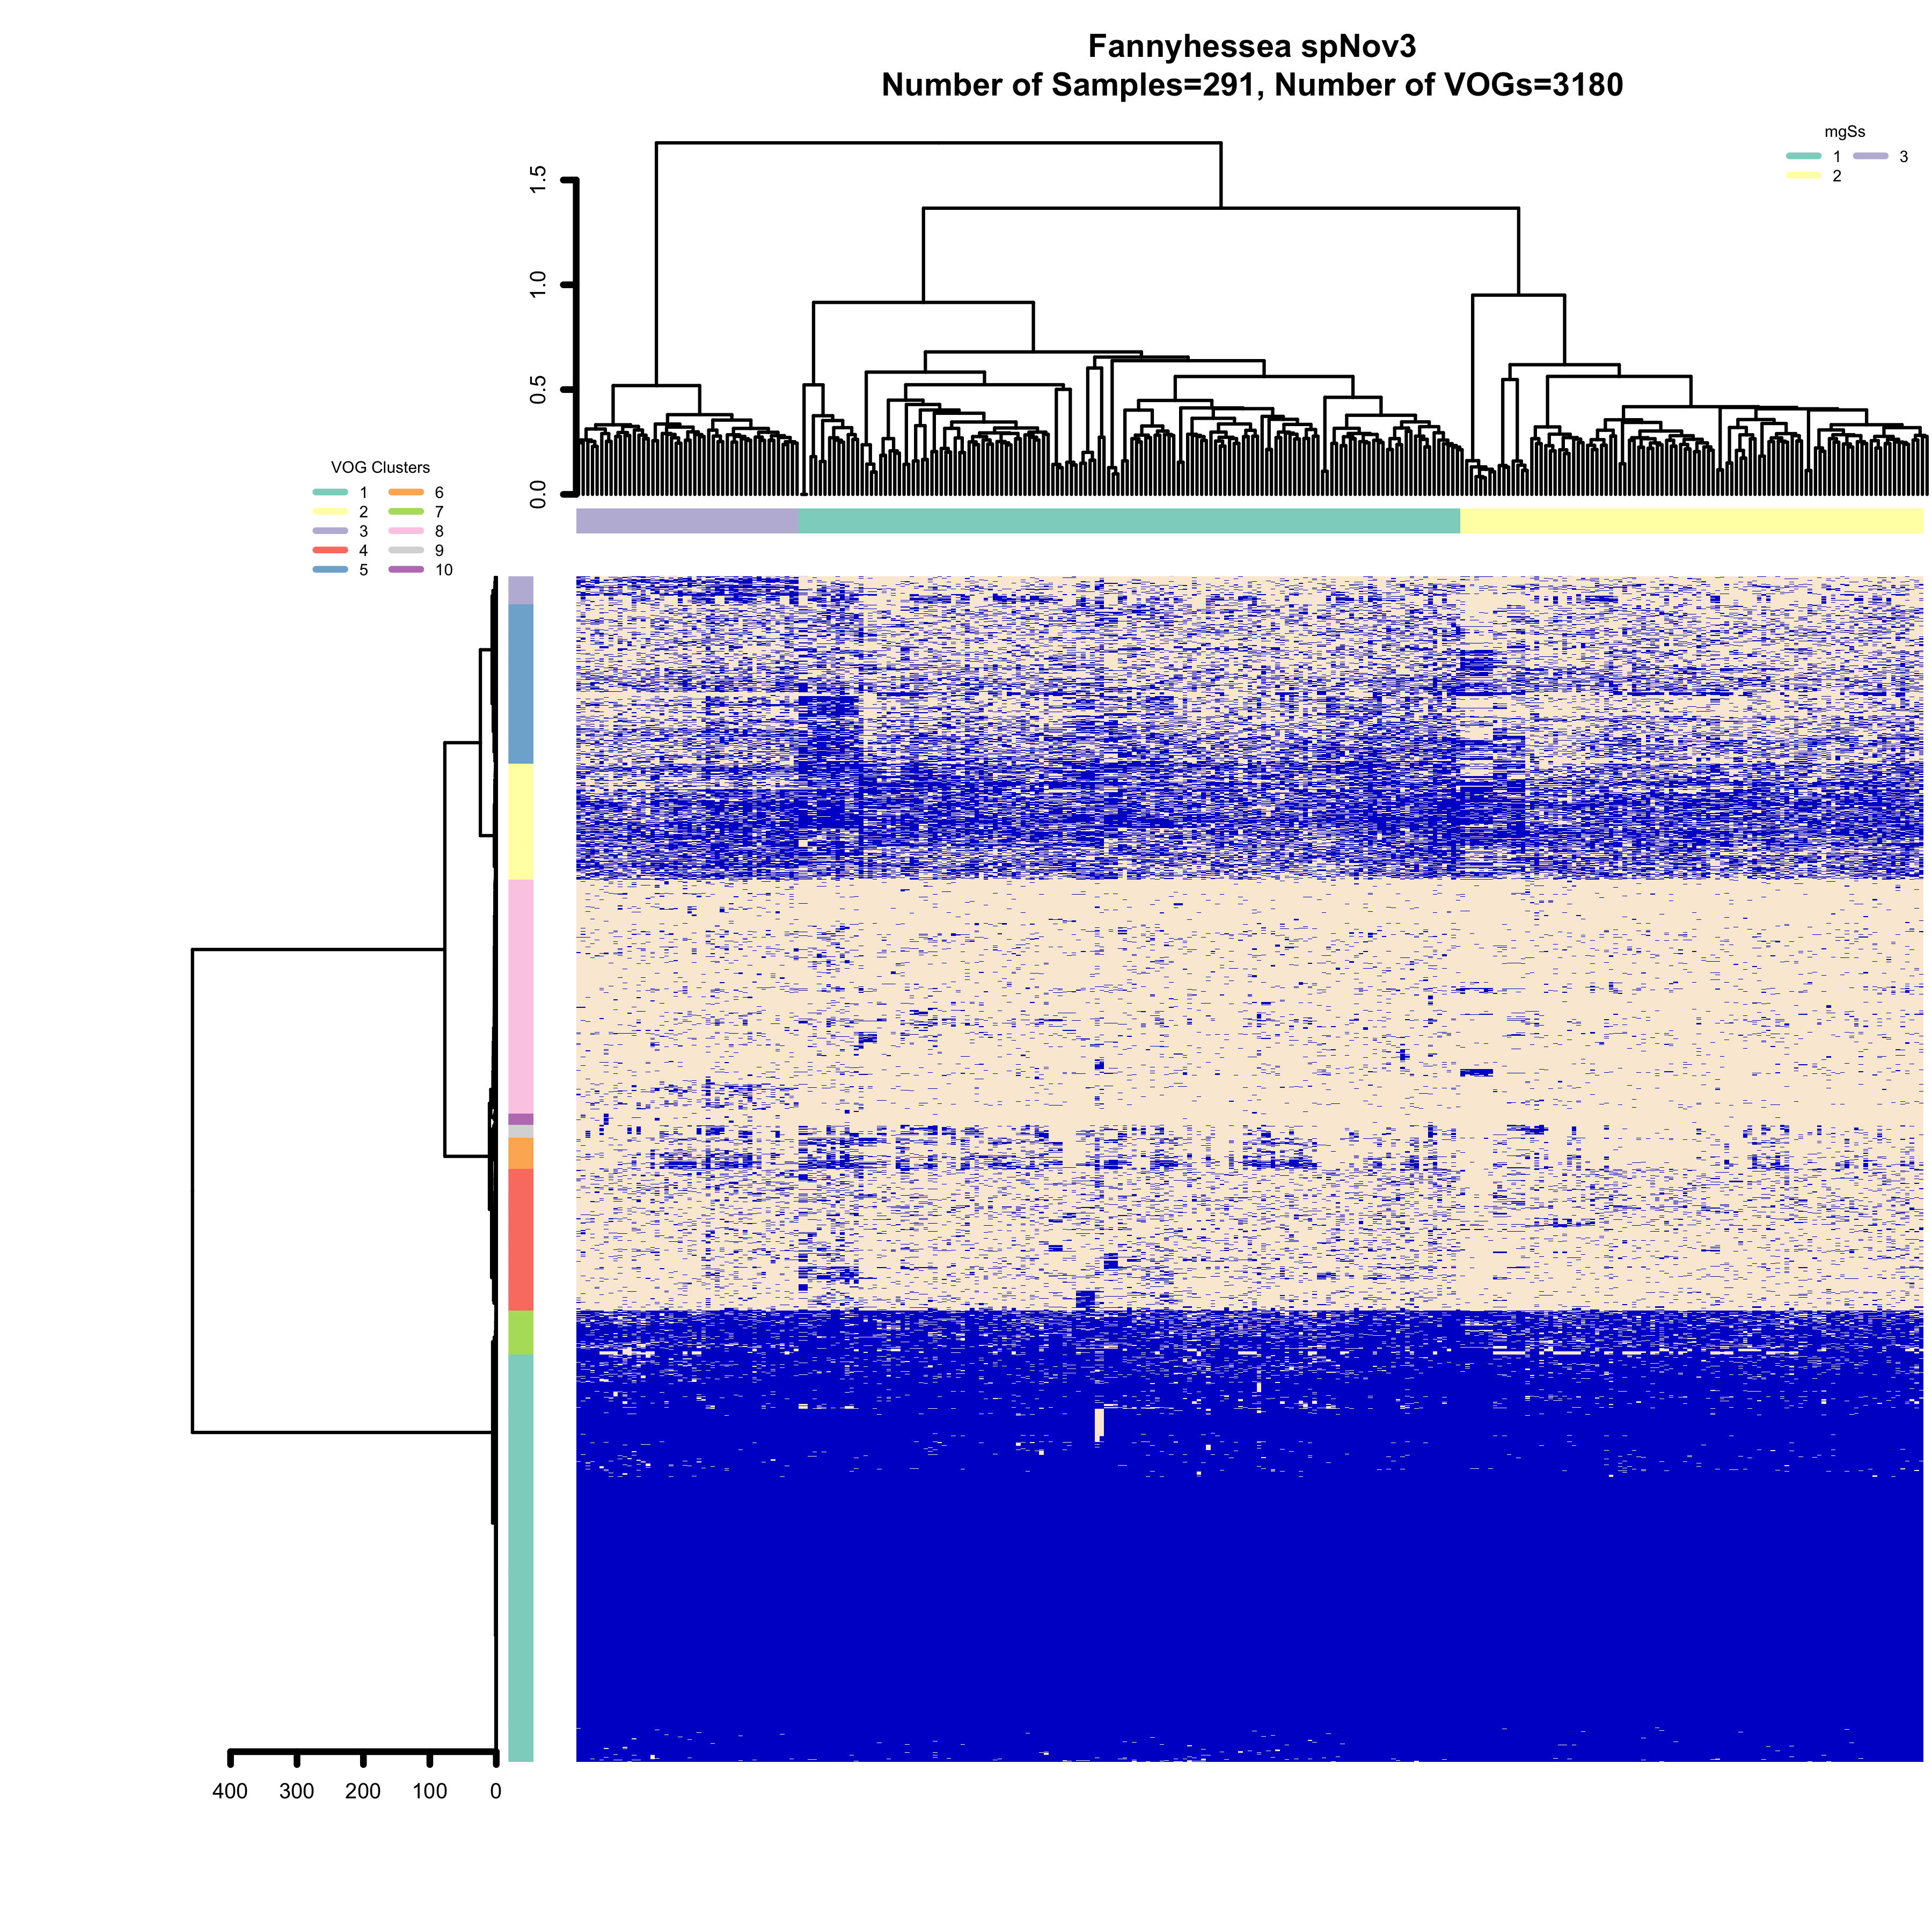 Fannyhessea spNov3
Number of Samples=291, Number of VOGs=3180
mgSs
1 3
2
1.5
1.0
0.5
0.0
VOG Clusters
1 6
2 7
3 8
4 9
5 10
400 300 200 100 0